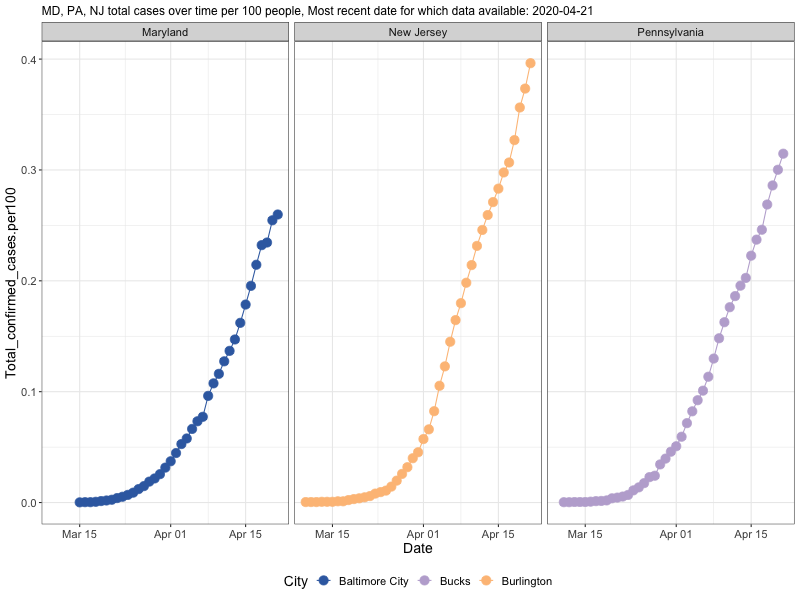 MD, PA, NJ total cases over time per 100 people, Most recent date for which data available: 2020-04-21
Maryland New Jersey Pennsylvania
Total_confirmed_cases.per100
0.4
0.3
0.2
0.1
0.0
Mar 15 Apr 01 Apr 15 Mar 15 Apr 01 Apr 15 Mar 15 Apr 01 Apr 15
Date
City Baltimore City Bucks Burlington